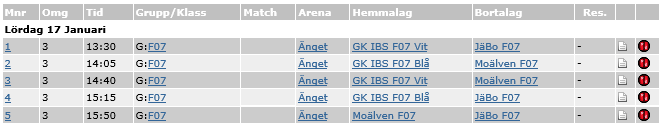 Mnr Omg Tid Grupp/Klass Match Arena Hemmalag Bortalag Res.
Lördag 17 Januari
1 3 13:30 G:F07 Änget GK IBS F07 Vit JäBo F07 -
2 3 14:05 G:F07 Änget GK IBS F07 Blå Moälven F07 -
3 3 14:40 G:F07 Änget GK IBS F07 Vit Moälven F07 -
4 3 15:15 G:F07 Änget GK IBS F07 Blå JäBo F07 -
5 3 15:50 G:F07 Änget Moälven F07 JäBo F07 -